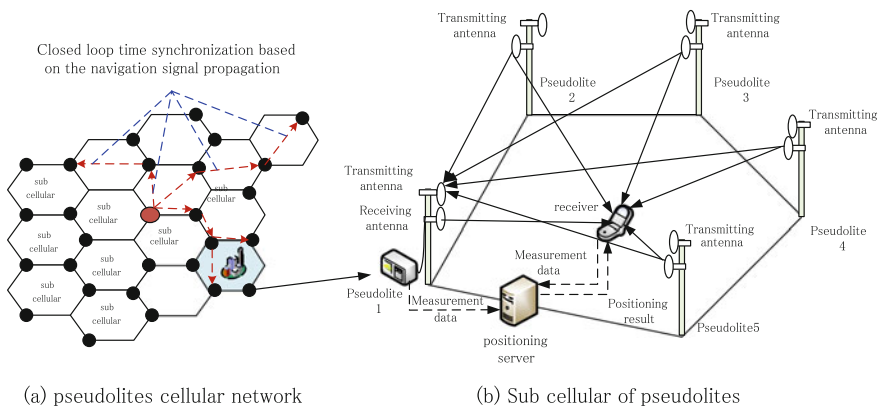 Closed loop time synchronization based
on the navigation signal propagation
sub
cellular
sub
cellular
sub
cellular
sub
cellular
sub
cellular
sub
cellular
sub
cellular
sub
cellular
(a) pseudolites cellular network
Transmitting
antenna
Transmitting
antenna
Pseudolite
2
Pseudolite
3
Transmitting
antenna
Transmitting
antenna
Receiving
antenna
receiver
Transmitting
antenna
Pseudolite
4
Measurement
data
Pseudolite
1
Measurement
data
Positioning
result
Pseudolite5
positioning
server
(b) Sub cellular of pseudolites